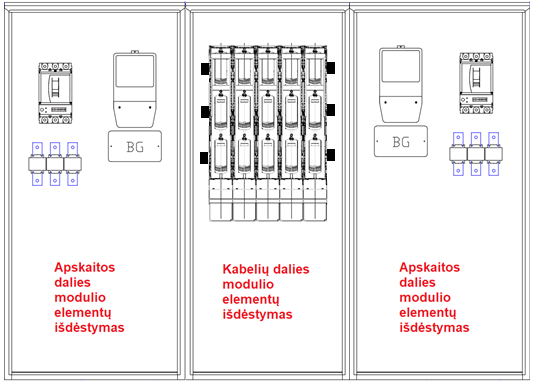 BG
BG
Apskaitos
dalies
modulio
elementų
išdėstymas
Kabelių dalies
modulio
elementų
išdėstymas
Apskaitos
dalies
modulio
elementų
išdėstymas